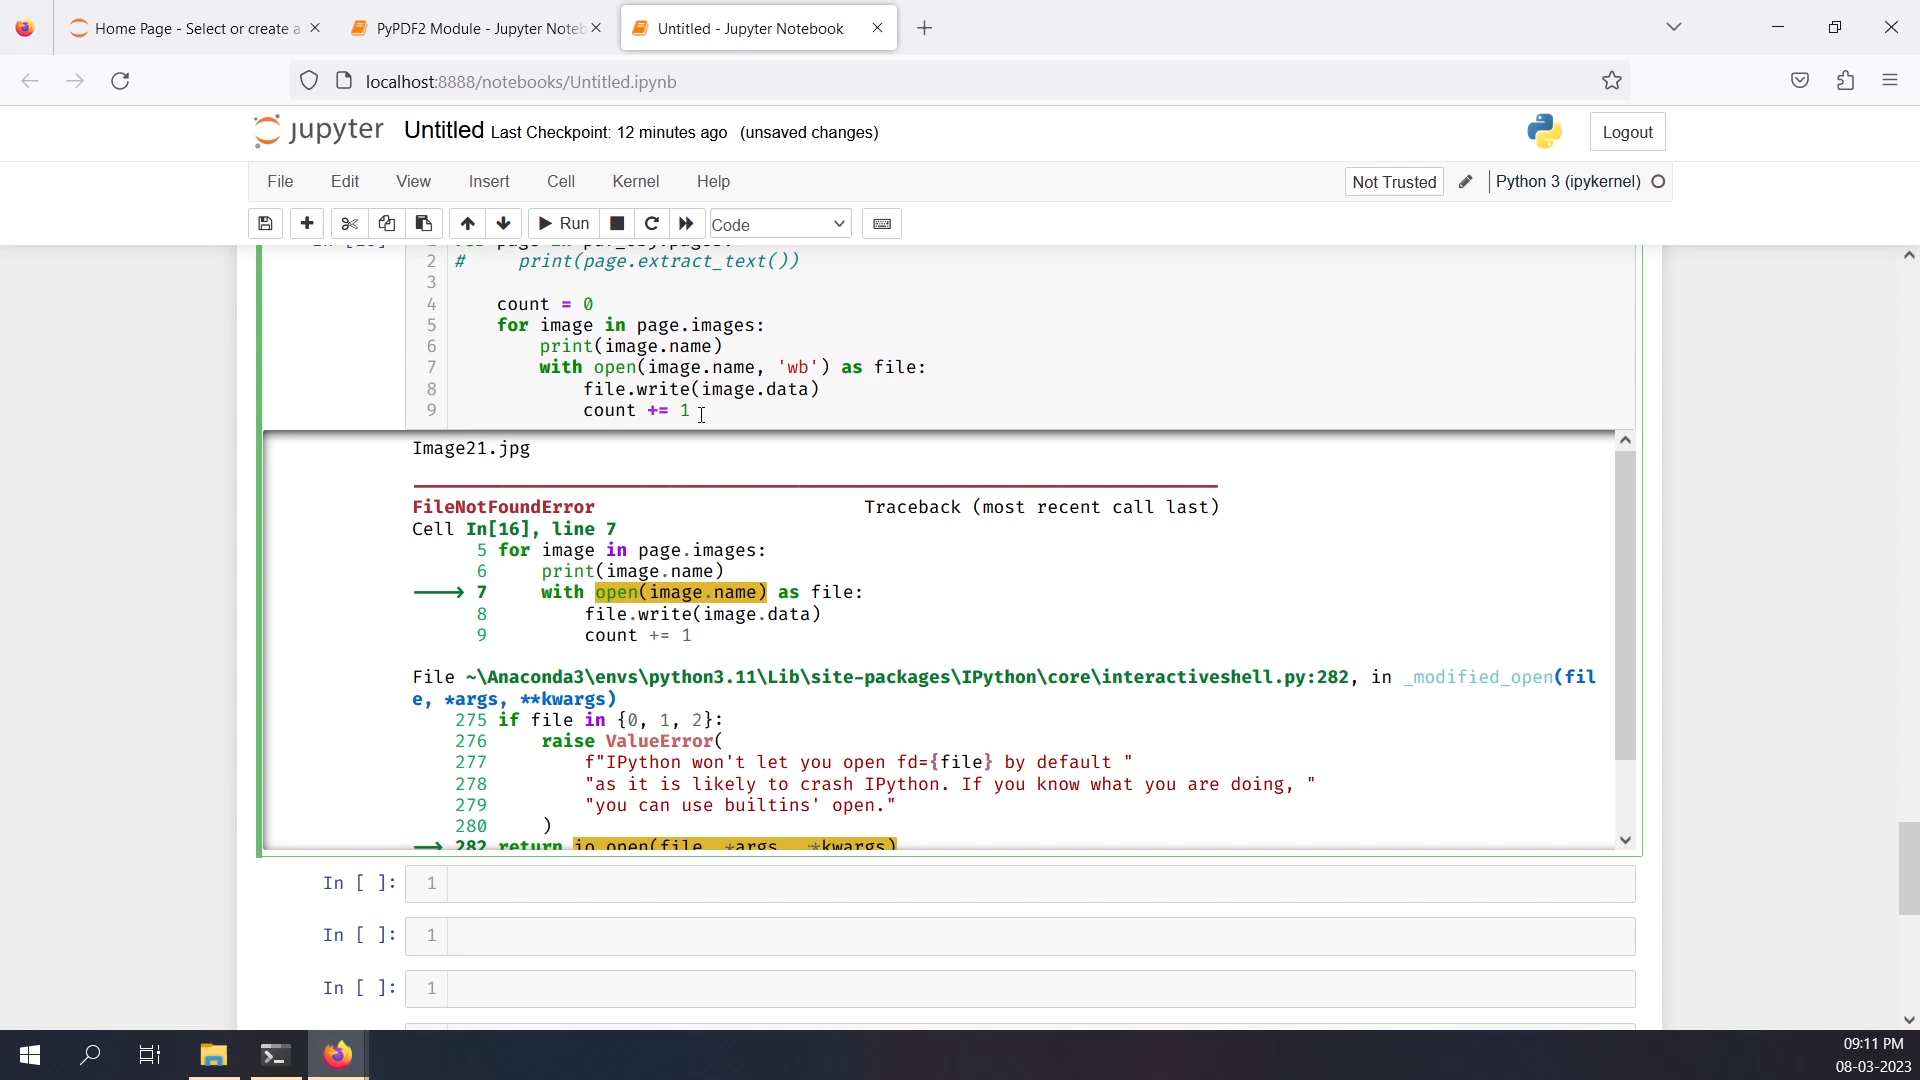 Home Page - Select or create a
PyPDF2 Module - Jupyter Noteb
Untitled - Jupyter Notebook
localhost:8888/notebooks/Untitled.ipynb
jupyter Untitled Last Checkpoint: 12 minutes ago (unsaved changes)
Logout
File Edit View Insert Cell Kernel Help
Not Trusted
Python 3 (ipykernel)
Run
Code
2 # print(page.extract_text())
3
4 count = 0
5 for image in page.images:
6 print(image.name)
7 with open(image.name, 'wb') as file:
8 file.write(image.data)
9 count += 1
Image21.jpg
FileNotFoundError Traceback (most recent call last)
Cell In[16], line 7
5 for image in page.images:
6 print(image.name)
7 with open(image.name) as file:
8 file.write(image.data)
9 count += 1
File ~\Anaconda3\envs\python3.11\Lib\site-packages\IPython\core\interactiveshell.py:282, in _modified_open(fil
e, *args, **kwargs)
275 if file in {0, 1, 2}:
276 raise ValueError(
277 f"IPython won't let you open fd={file} by default "
278 "as it is likely to crash IPython. If you know what you are doing, "
279 "you can use builtins' open."
280 )
282 return io.open(file, *args, **kwargs)
In [ ]: 1
In [ ]: 1
In [ ]: 1
09:11 PM
08-03-2023